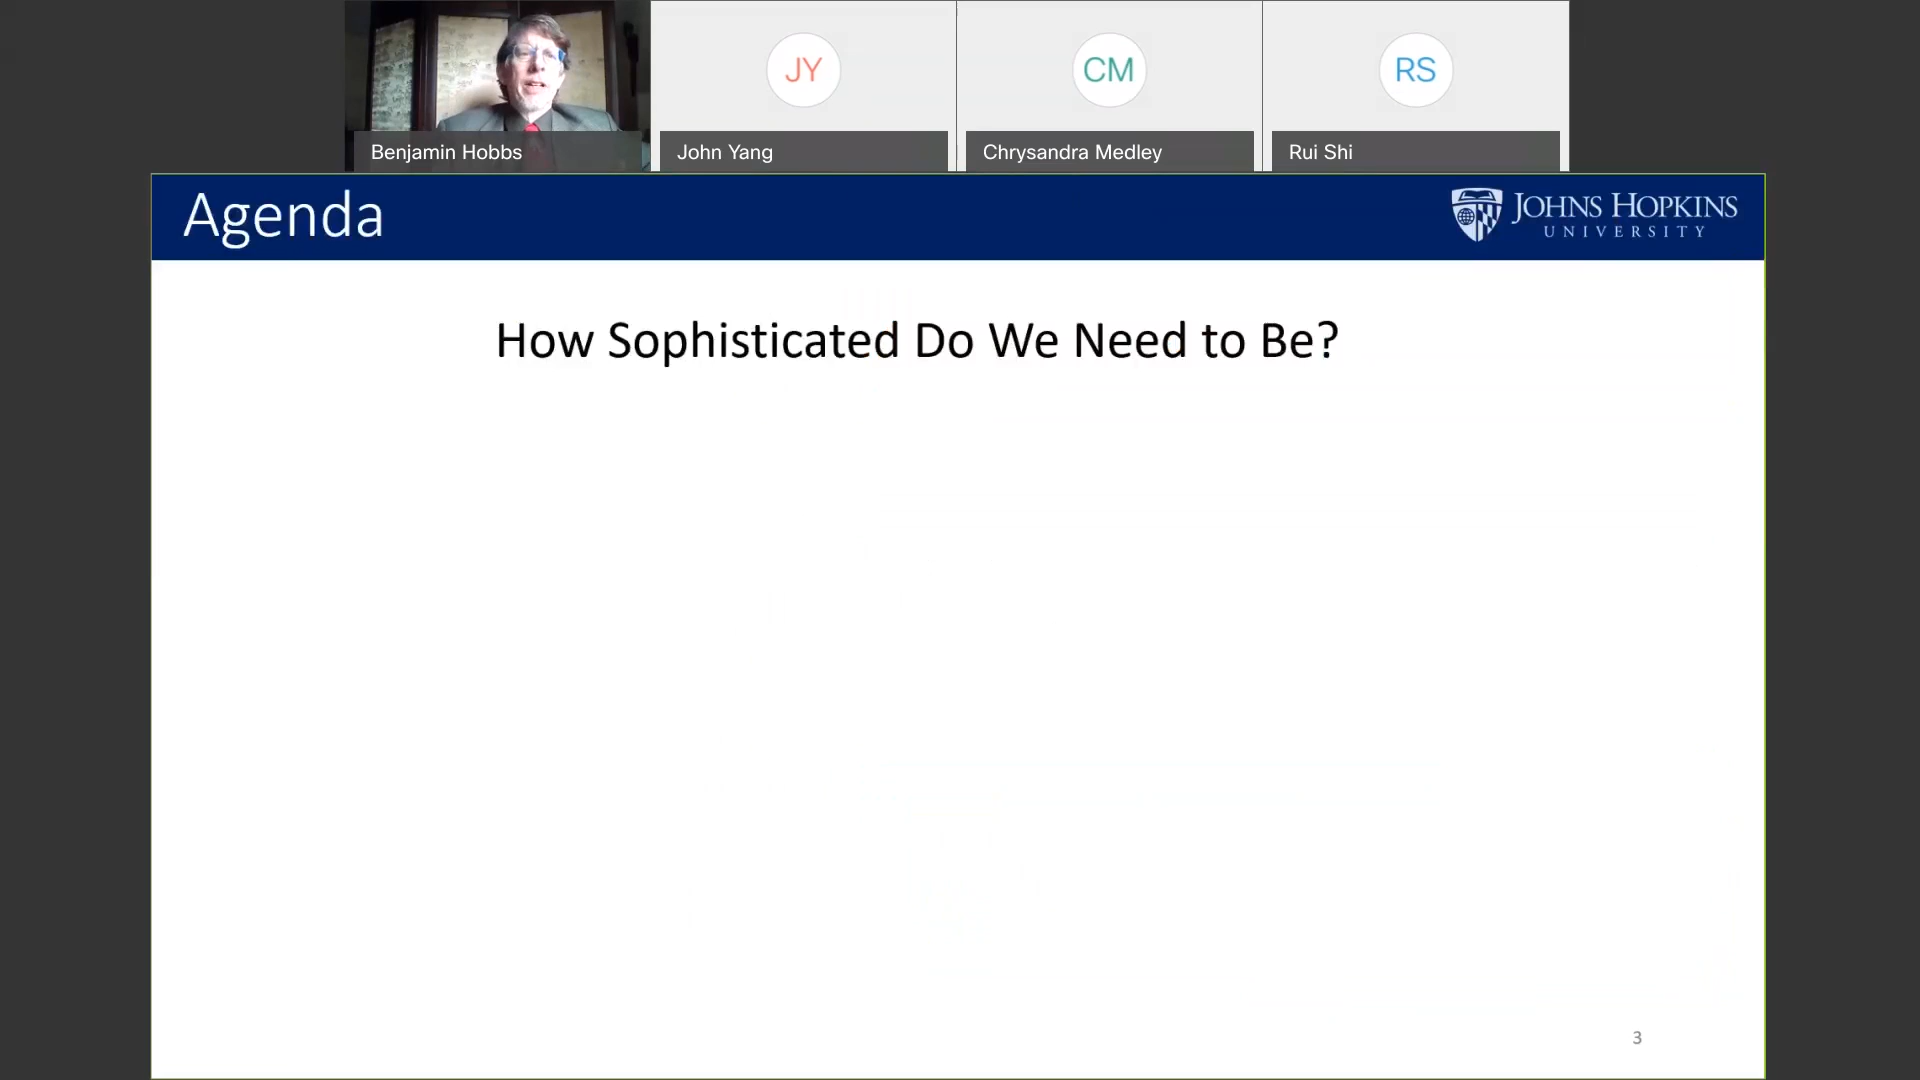 JY
CM
RS
Benjamin Hobbs
John Yang
Chrysandra Medley
Rui Shi
Agenda
JOHNS HOPKINS
UNIVERSITY
How Sophisticated Do We Need to Be?
3